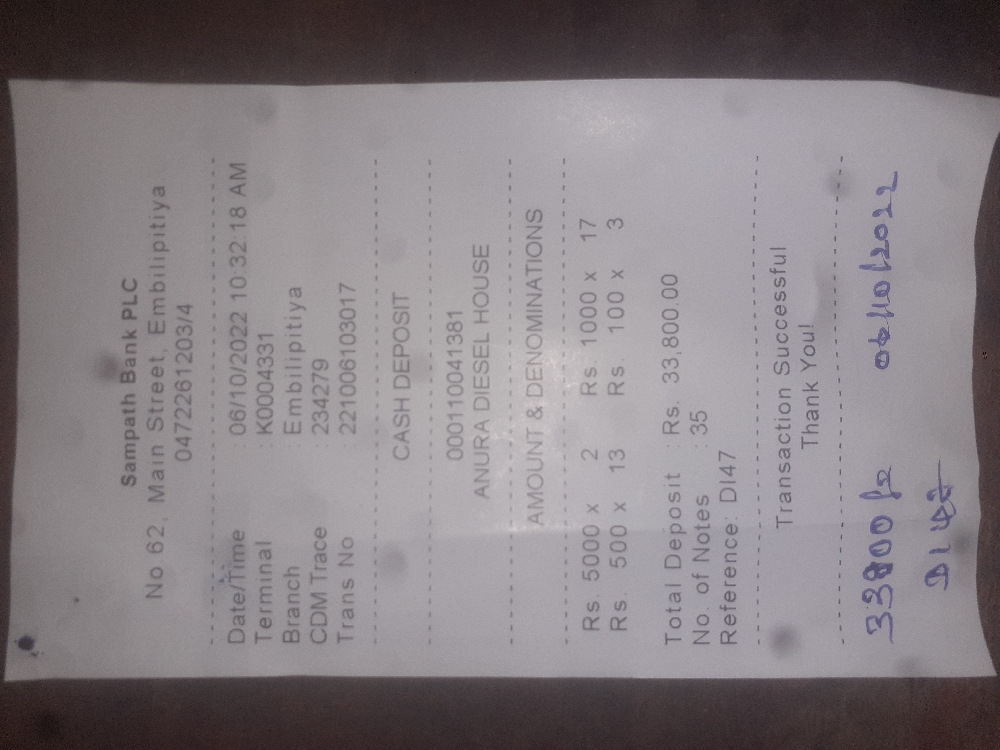 Sampath Bank PLC
No 62, Main Street, Embilipitiya
0472261203/4
Date/Time : 06/10/2022 10:32:18 AM
Terminal : K0004331
Branch : Embilipitiya
CDM Trace : 234279
Trans No : 221006103017
CASH DEPOSIT
000110041381
ANURA DIESEL HOUSE
AMOUNT & DENOMINATIONS
Rs. 5000 x 2 Rs. 1000 x 17
Rs. 500 x 13 Rs. 100 x 3
Total Deposit : Rs. 33,800.00
No. of Notes : 35
Reference: DI47
Transaction Successful
Thank You!
33800/= 06/10/2022
DI 47